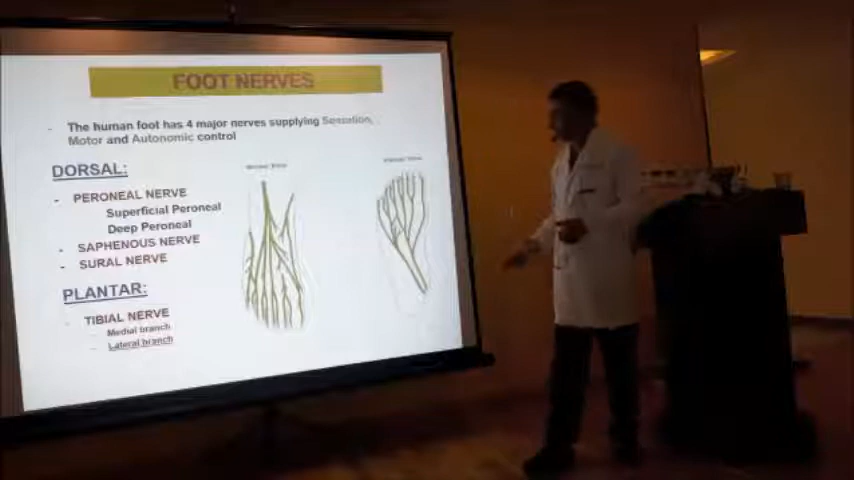 FOOT NERVES
- The human foot has 4 major nerves supplying Sensation,
Motor and Autonomic control
DORSAL:
- PERONEAL NERVE
Superficial Peroneal
Deep Peroneal
- SAPHENOUS NERVE
- SURAL NERVE
PLANTAR:
- TIBIAL NERVE
- Medial branch
- Lateral branch